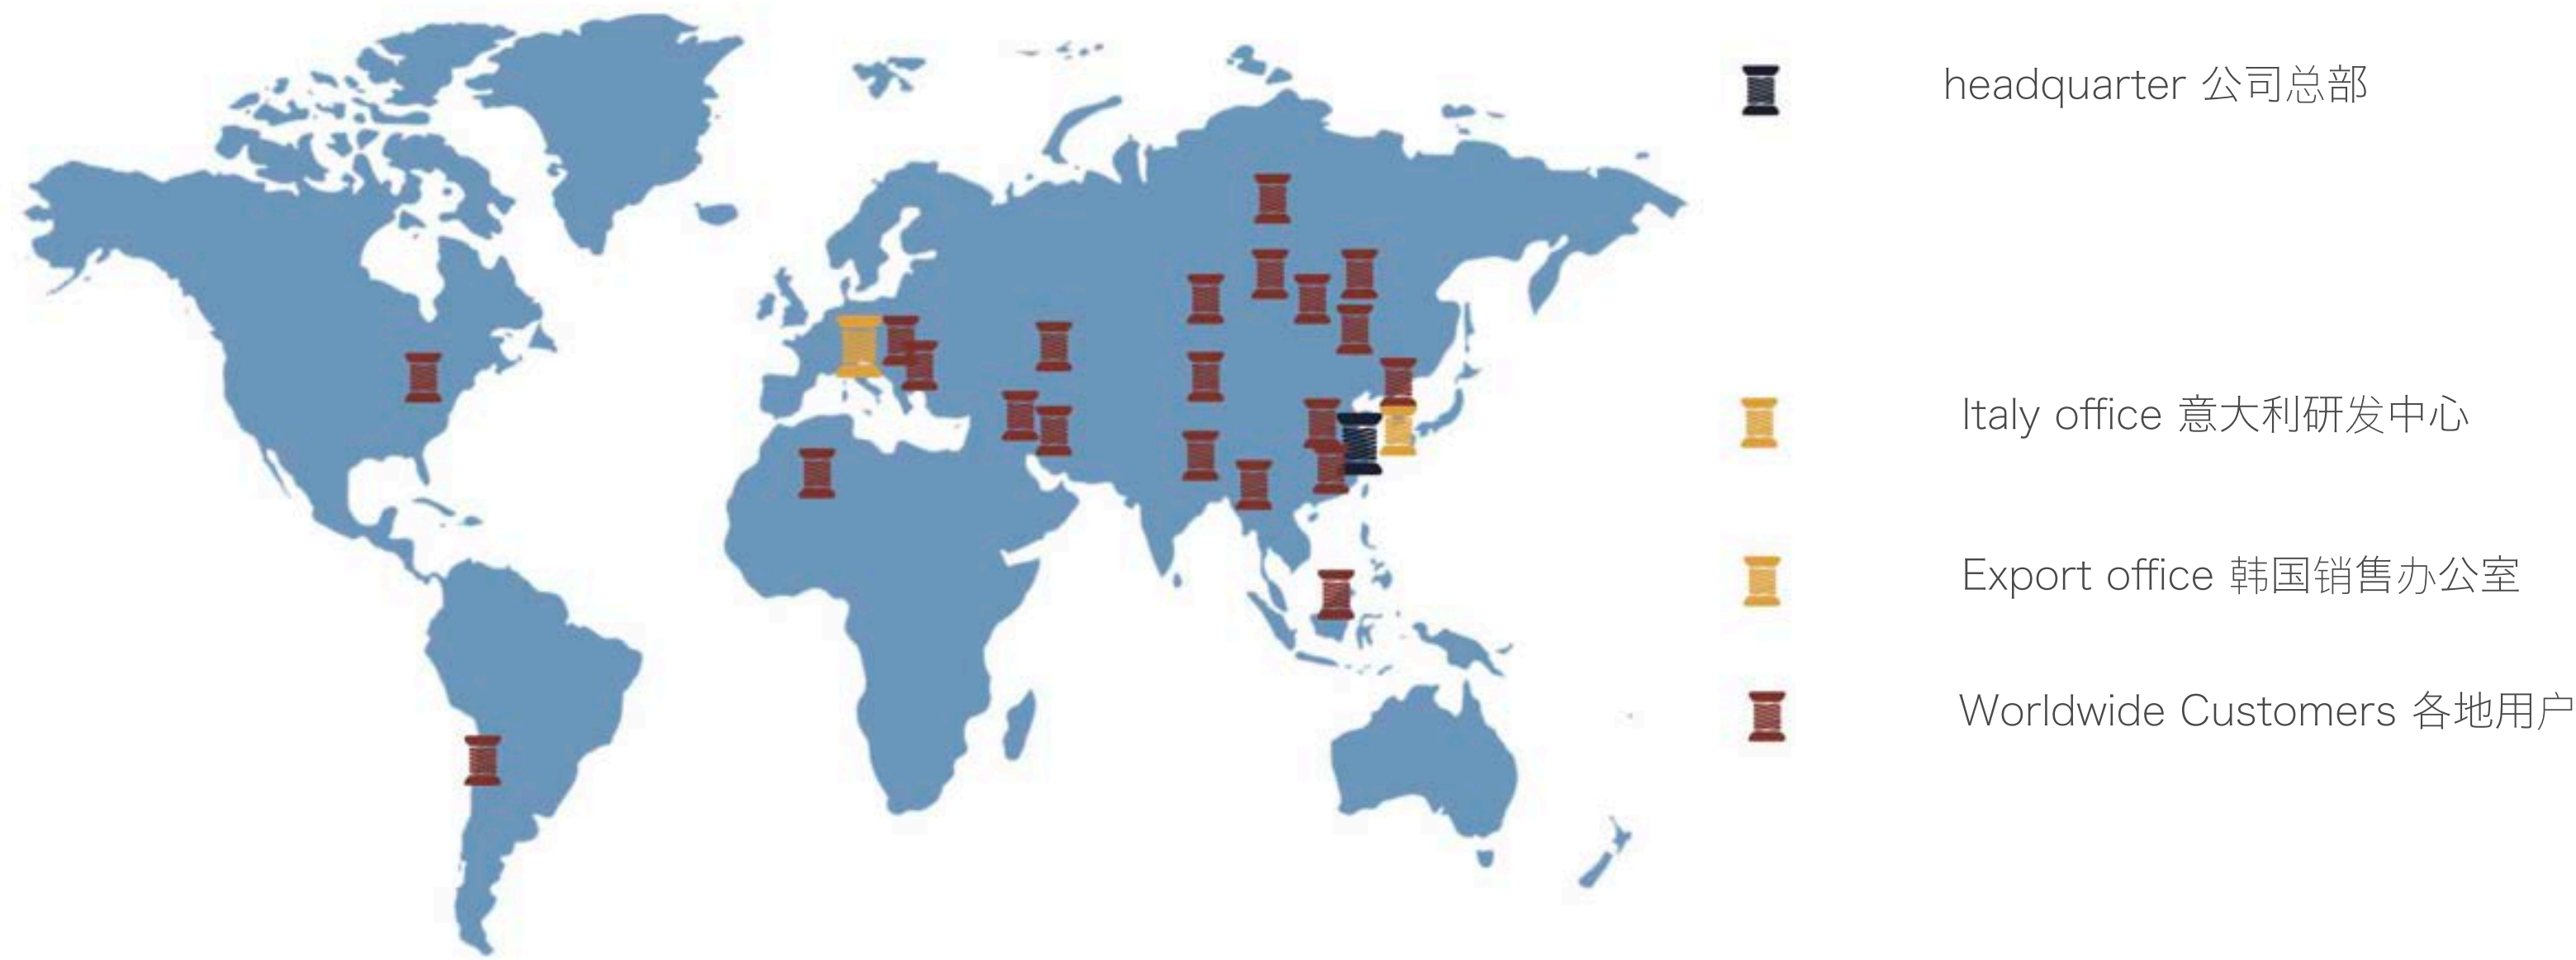 headquarter 公司总部
Italy office 意大利研发中心
Export office 韩国销售办公室
Worldwide Customers 各地用户